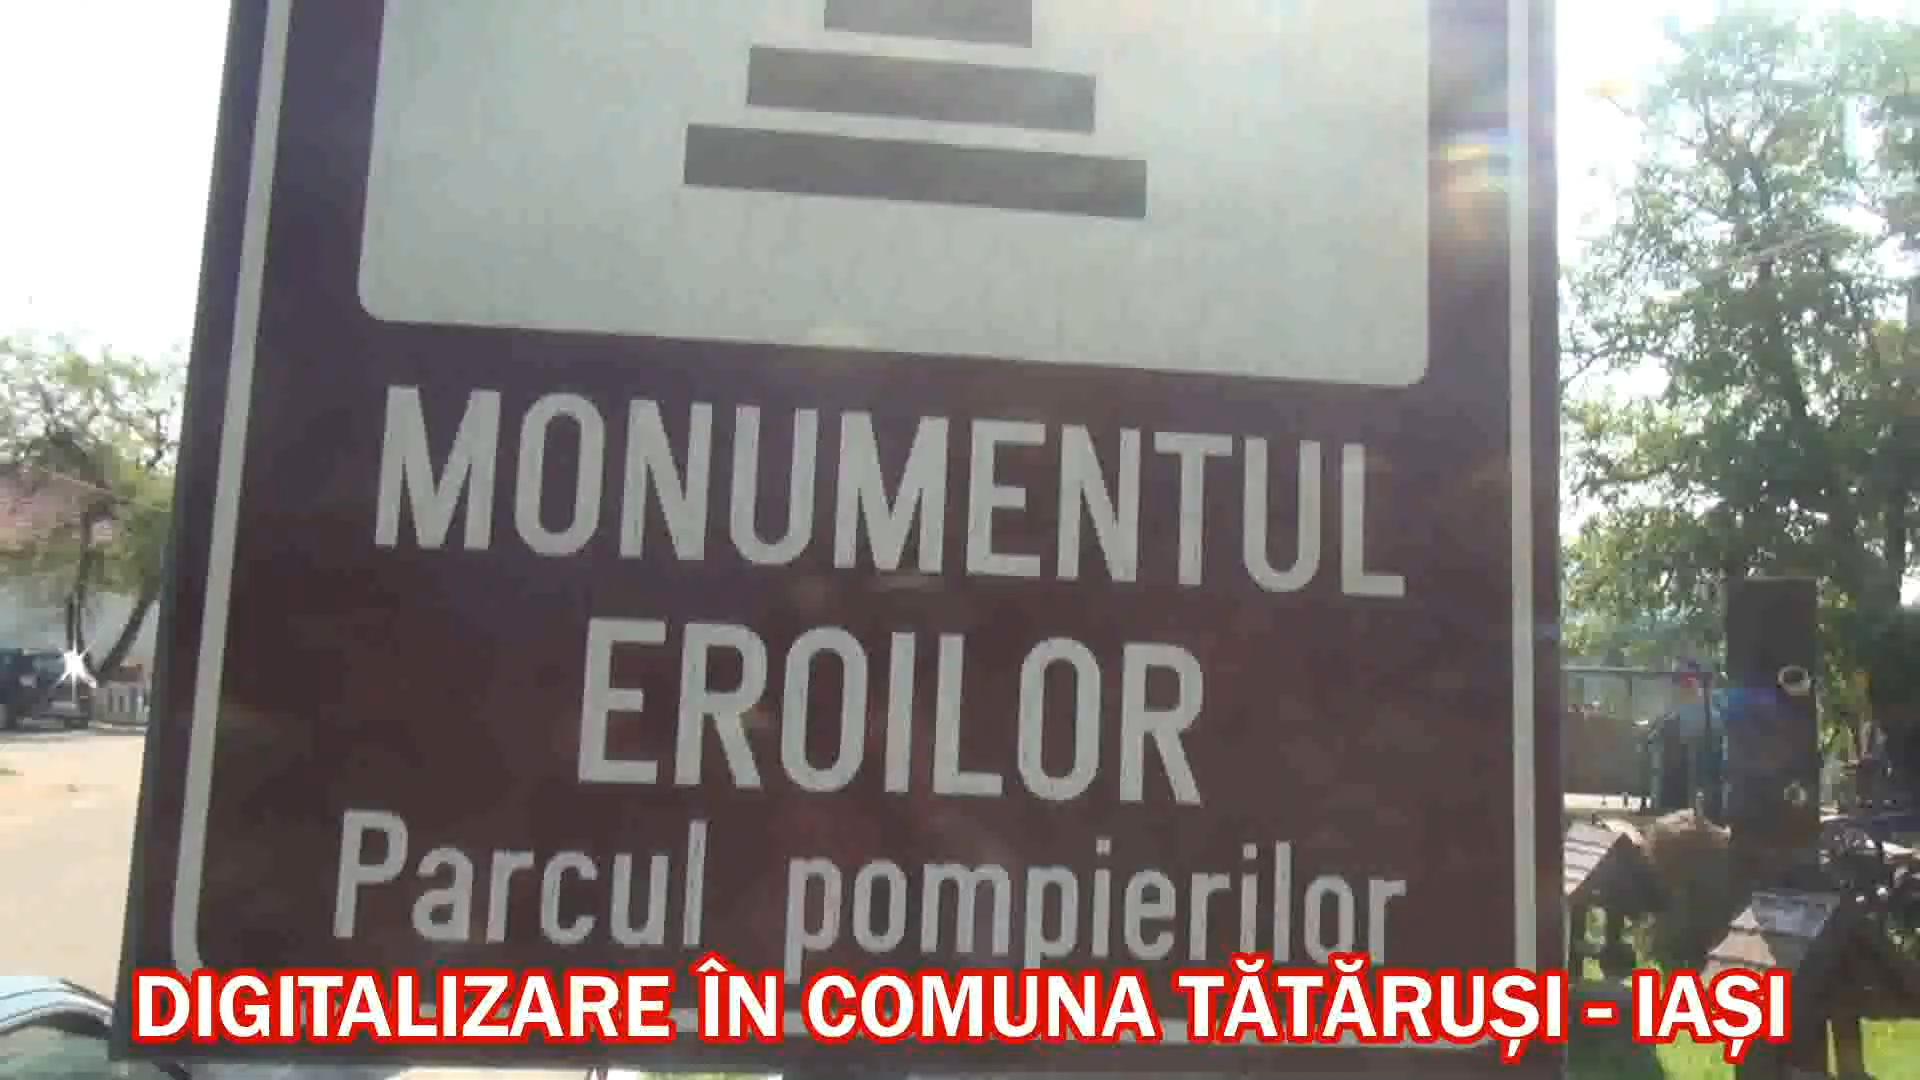 MONUMENTUL
EROILOR
Parcul pompierilor
DIGITALIZARE ÎN COMUNA TĂTĂRUȘI - IAȘI